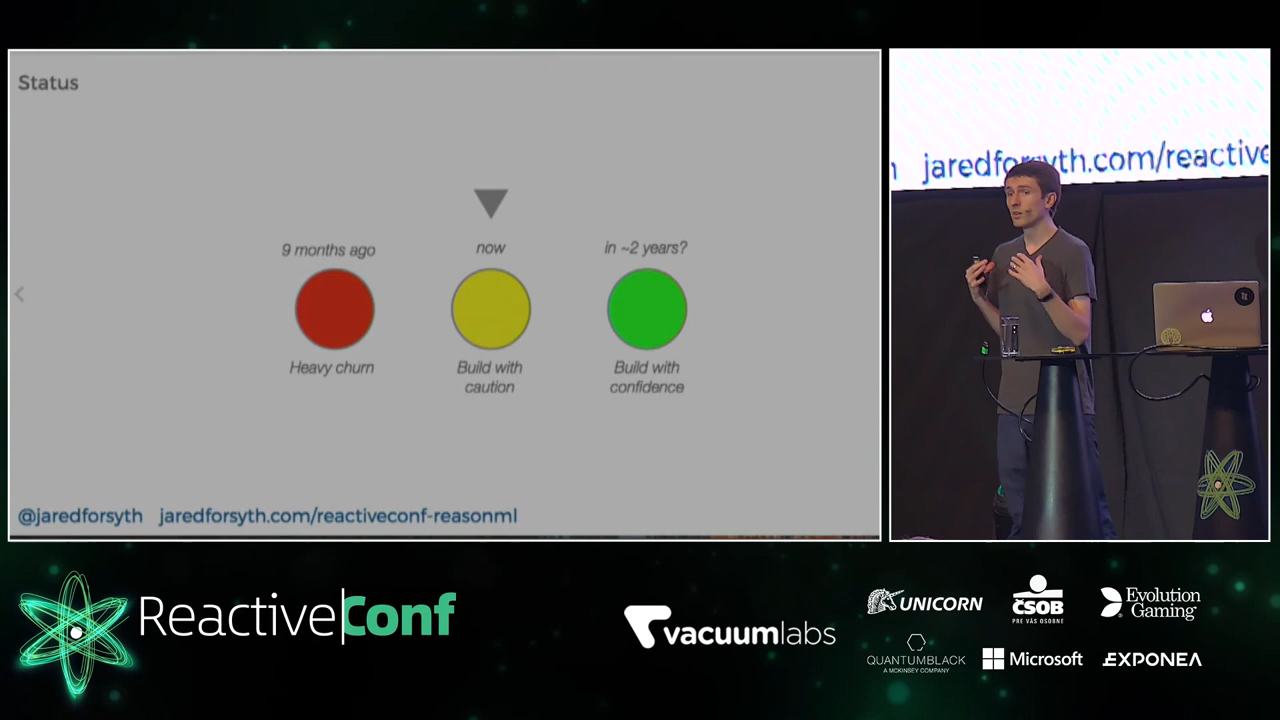 Status
9 months ago
now
in ~2 years?
Heavy churn
Build with
caution
Build with
confidence
@jaredforsyth jaredforsyth.com/reactiveconf-reasonml
jaredforsyth.com/reactive
ReactiveConf
vacuumlabs
UNICORN
ČSOB
PRE VÁS OSOBNE
Evolution
Gaming
QUANTUMBLACK
A MCKINSEY COMPANY
Microsoft
EXPONEA